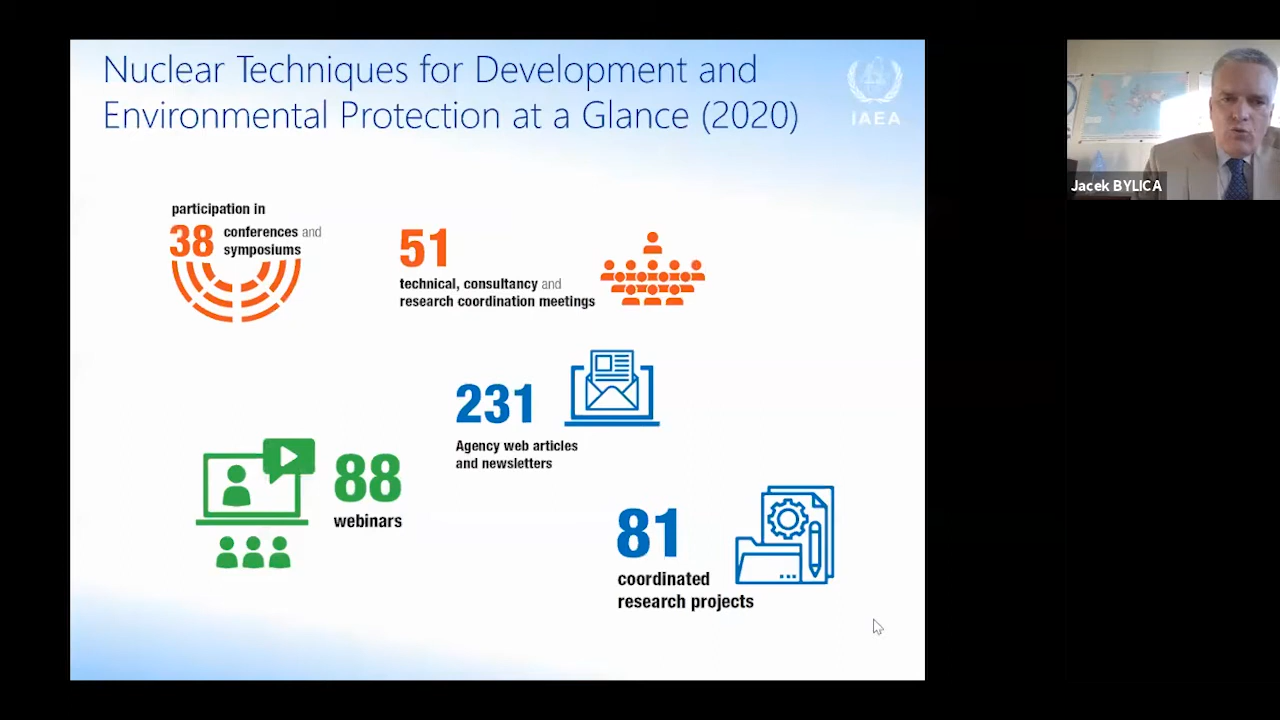 Nuclear Techniques for Development and
Environmental Protection at a Glance (2020)
IAEA
Jacek BYLICA
participation in
38 conferences and
symposiums
51
technical, consultancy and
research coordination meetings
231
Agency web articles
and newsletters
88
webinars
81
coordinated
research projects